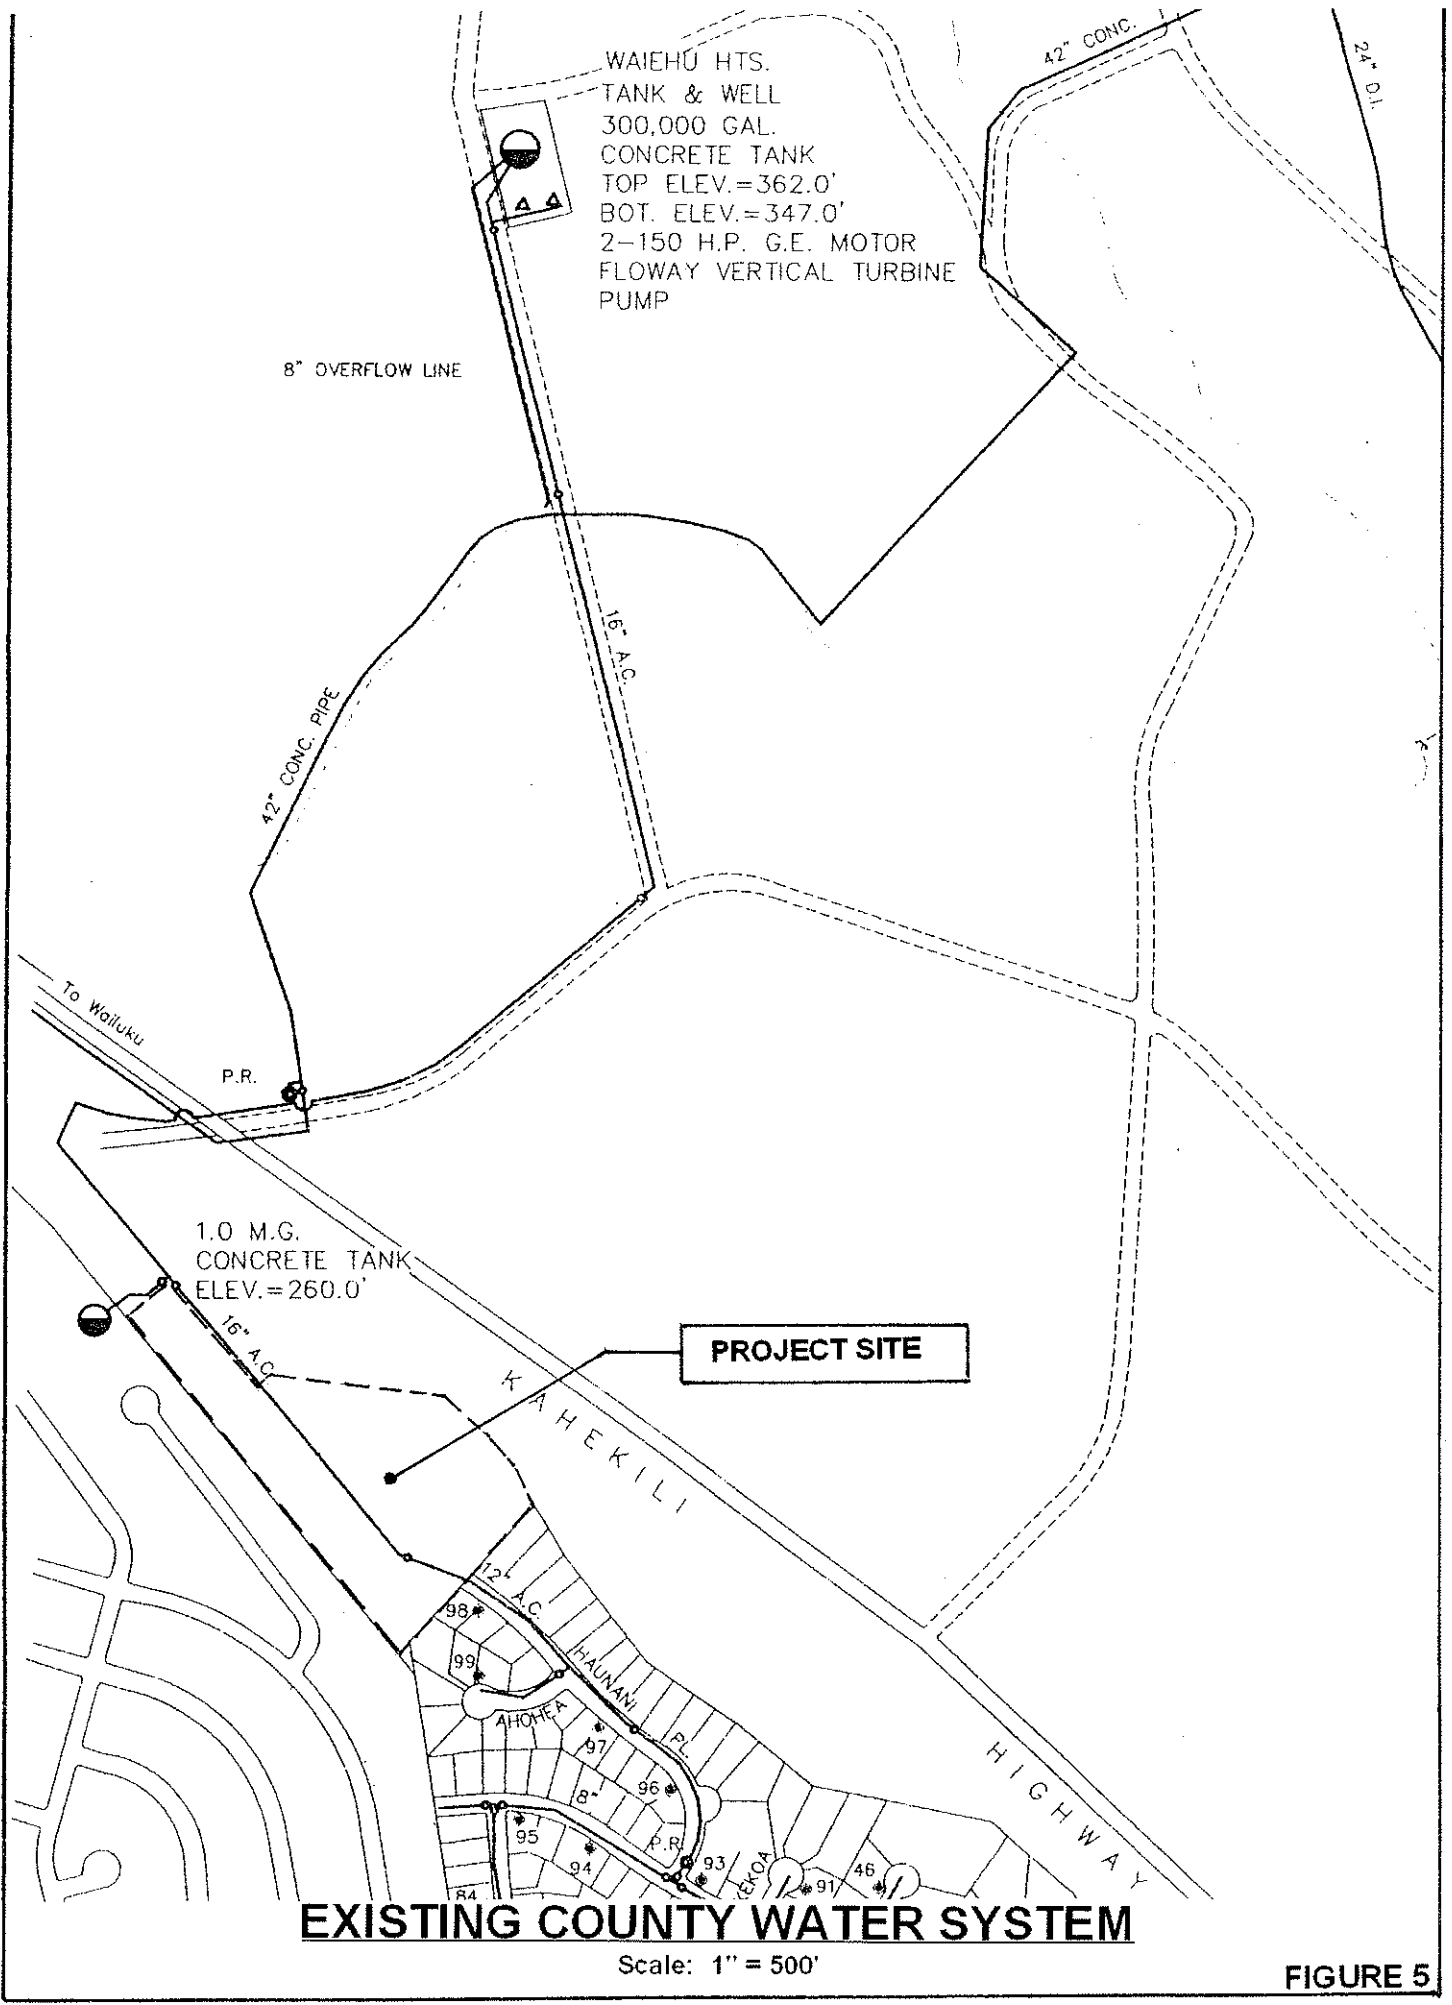 WAIEHU HTS.
TANK & WELL
300,000 GAL.
CONCRETE TANK
TOP ELEV.=362.0'
BOT. ELEV.=347.0'
2-150 H.P. G.E. MOTOR
FLOWAY VERTICAL TURBINE
PUMP
42" CONC.
24" D.I.
8" OVERFLOW LINE
16" A.C.
42" CONC. PIPE
To Wailuku
P.R.
1.0 M.G.
CONCRETE TANK
ELEV.=260.0'
16" A.C.
PROJECT SITE
KAHEKILI
HIGHWAY
12" A.C.
98
99
HAUNANI PL.
AHOHEA
97
96
8"
P.R.
95
94
93
EKOA
91
46
84
EXISTING COUNTY WATER SYSTEM
Scale: 1" = 500'
FIGURE 5